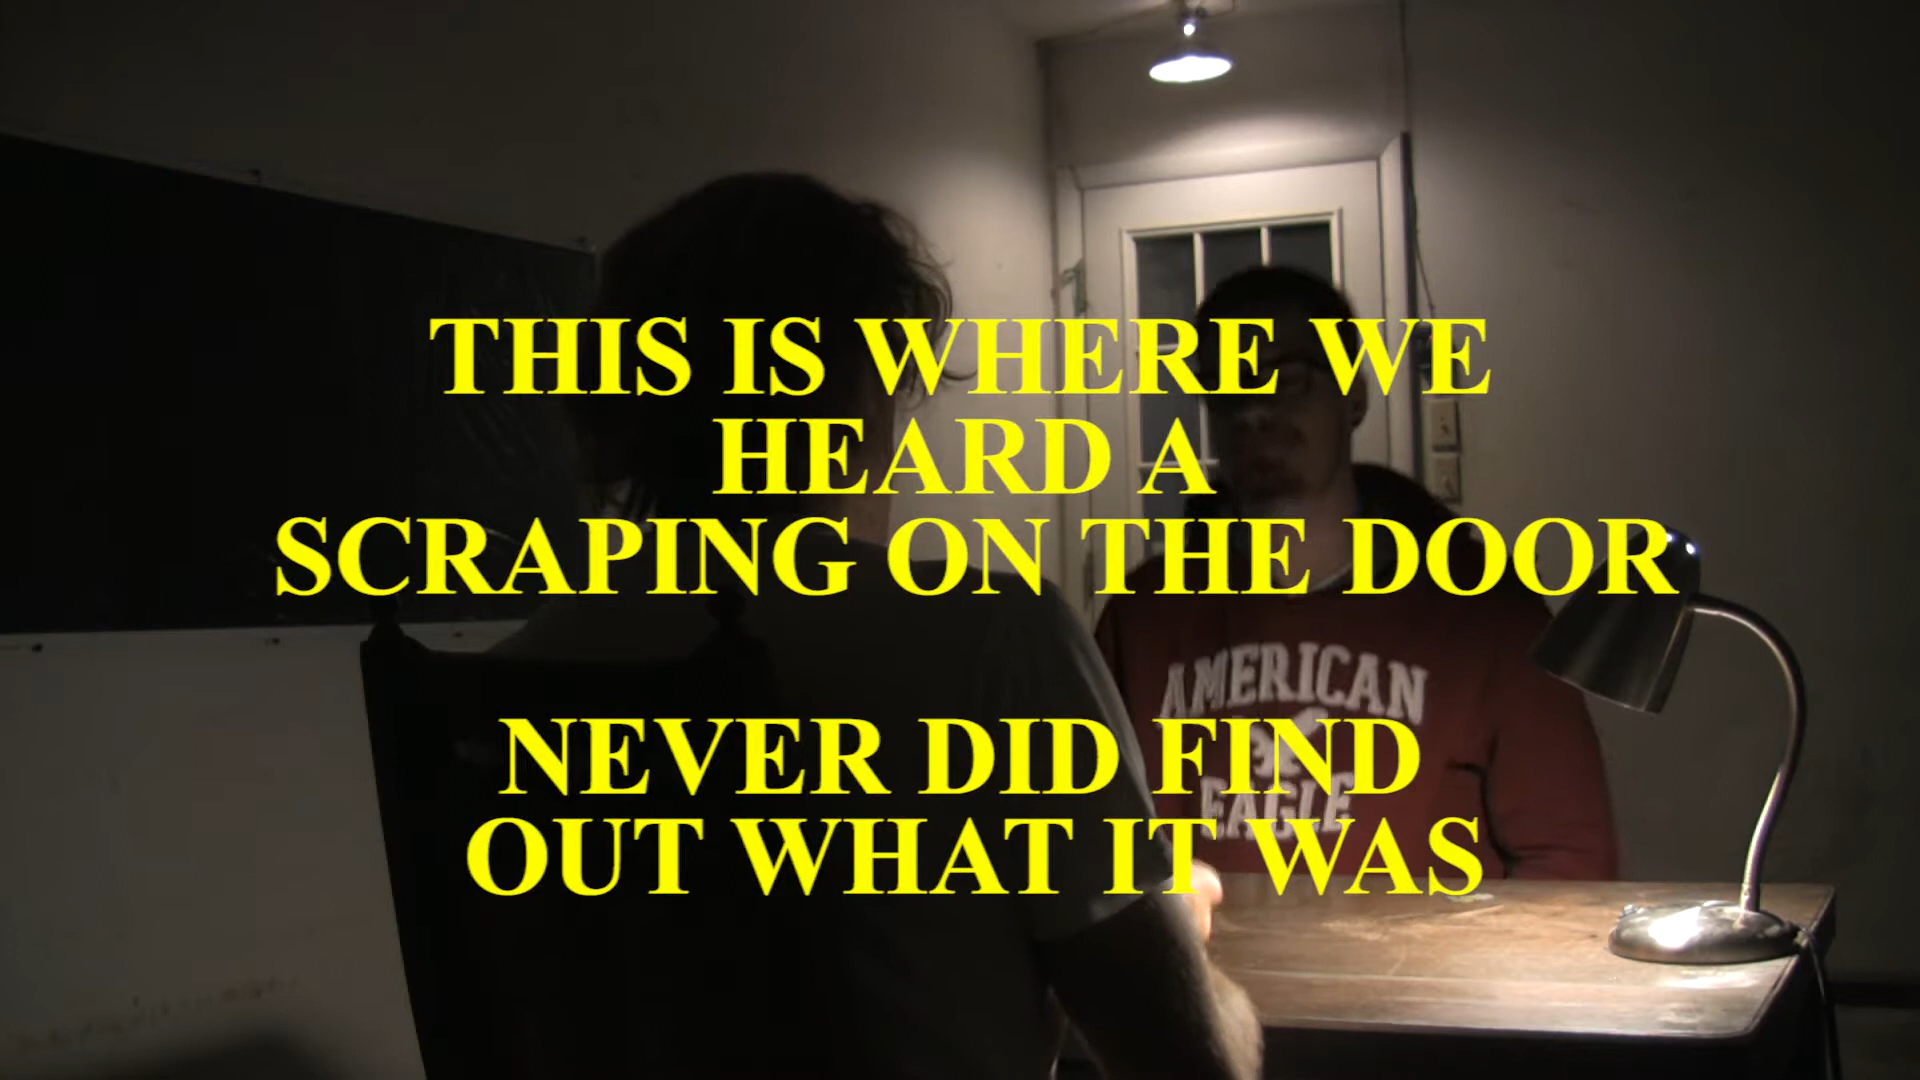 THIS IS WHERE WE
HEARD A
SCRAPING ON THE DOOR
NEVER DID FIND
OUT WHAT IT WAS
AMERICAN
EAGLE